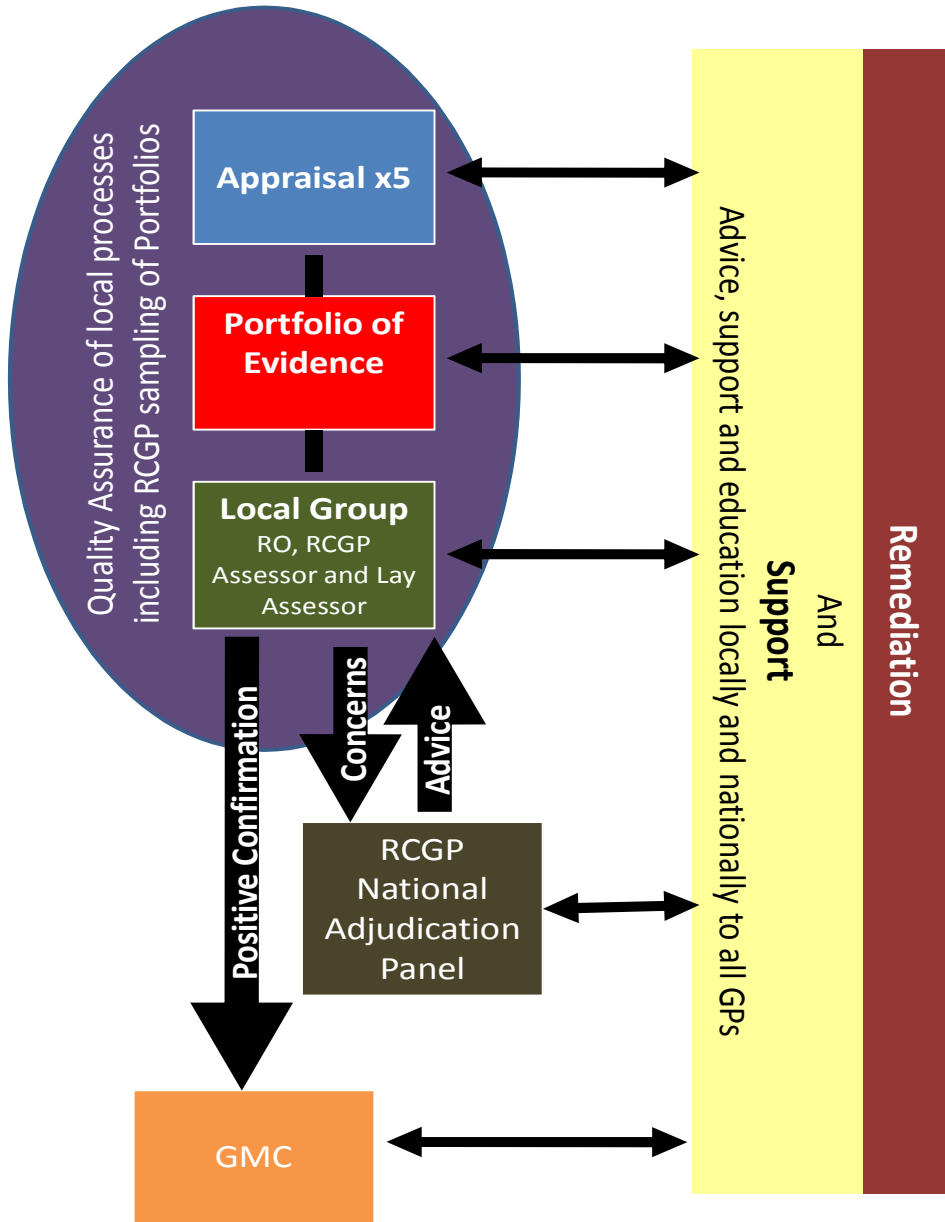 Quality Assurance of local processes
including RCGP sampling of Portfolios
Appraisal x5
Portfolio of
Evidence
Local Group
RO, RCGP
Assessor and Lay
Assessor
Positive Confirmation
Concerns
Advice
RCGP
National
Adjudication
Panel
GMC
Remediation
And
Support
Advice, support and education locally and nationally to all GPs